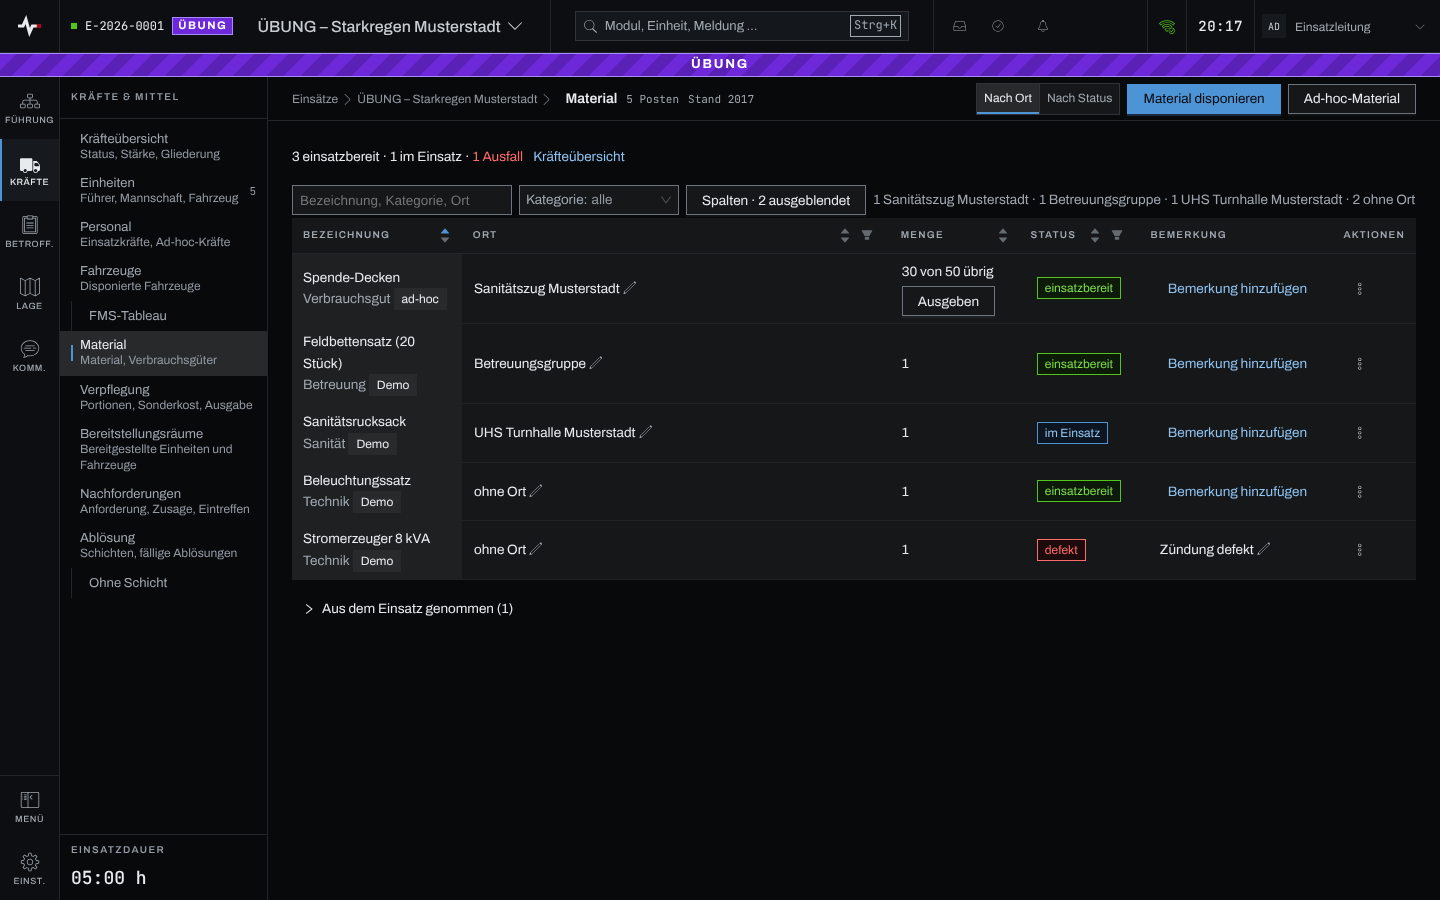 E-2026-0001 ÜBUNG ÜBUNG – Starkregen Musterstadt
Modul, Einheit, Meldung ... Strg+K
20:17
AD Einsatzleitung
ÜBUNG
FÜHRUNG
KRÄFTE
BETROFF.
LAGE
KOMM.
MENÜ
EINST.
KRÄFTE & MITTEL
Kräfteübersicht
Status, Stärke, Gliederung
Einheiten
Führer, Mannschaft, Fahrzeug 5
Personal
Einsatzkräfte, Ad-hoc-Kräfte
Fahrzeuge
Disponierte Fahrzeuge
FMS-Tableau
Material
Material, Verbrauchsgüter
Verpflegung
Portionen, Sonderkost, Ausgabe
Bereitstellungsräume
Bereitgestellte Einheiten und
Fahrzeuge
Nachforderungen
Anforderung, Zusage, Eintreffen
Ablösung
Schichten, fällige Ablösungen
Ohne Schicht
EINSATZDAUER
05:00 h
Einsätze ÜBUNG – Starkregen Musterstadt Material 5 Posten Stand 2017
Nach Ort Nach Status Material disponieren Ad-hoc-Material
3 einsatzbereit · 1 im Einsatz · 1 Ausfall Kräfteübersicht
Bezeichnung, Kategorie, Ort Kategorie: alle Spalten · 2 ausgeblendet 1 Sanitätszug Musterstadt · 1 Betreuungsgruppe · 1 UHS Turnhalle Musterstadt · 2 ohne Ort
BEZEICHNUNG ORT MENGE STATUS BEMERKUNG AKTIONEN
Spende-Decken
Verbrauchsgut ad-hoc
Sanitätszug Musterstadt
30 von 50 übrig
Ausgeben
einsatzbereit
Bemerkung hinzufügen
Feldbettensatz (20
Stück)
Betreuung Demo
Betreuungsgruppe
1
einsatzbereit
Bemerkung hinzufügen
Sanitätsrucksack
Sanität Demo
UHS Turnhalle Musterstadt
1
im Einsatz
Bemerkung hinzufügen
Beleuchtungssatz
Technik Demo
ohne Ort
1
einsatzbereit
Bemerkung hinzufügen
Stromerzeuger 8 kVA
Technik Demo
ohne Ort
1
defekt
Zündung defekt
Aus dem Einsatz genommen (1)